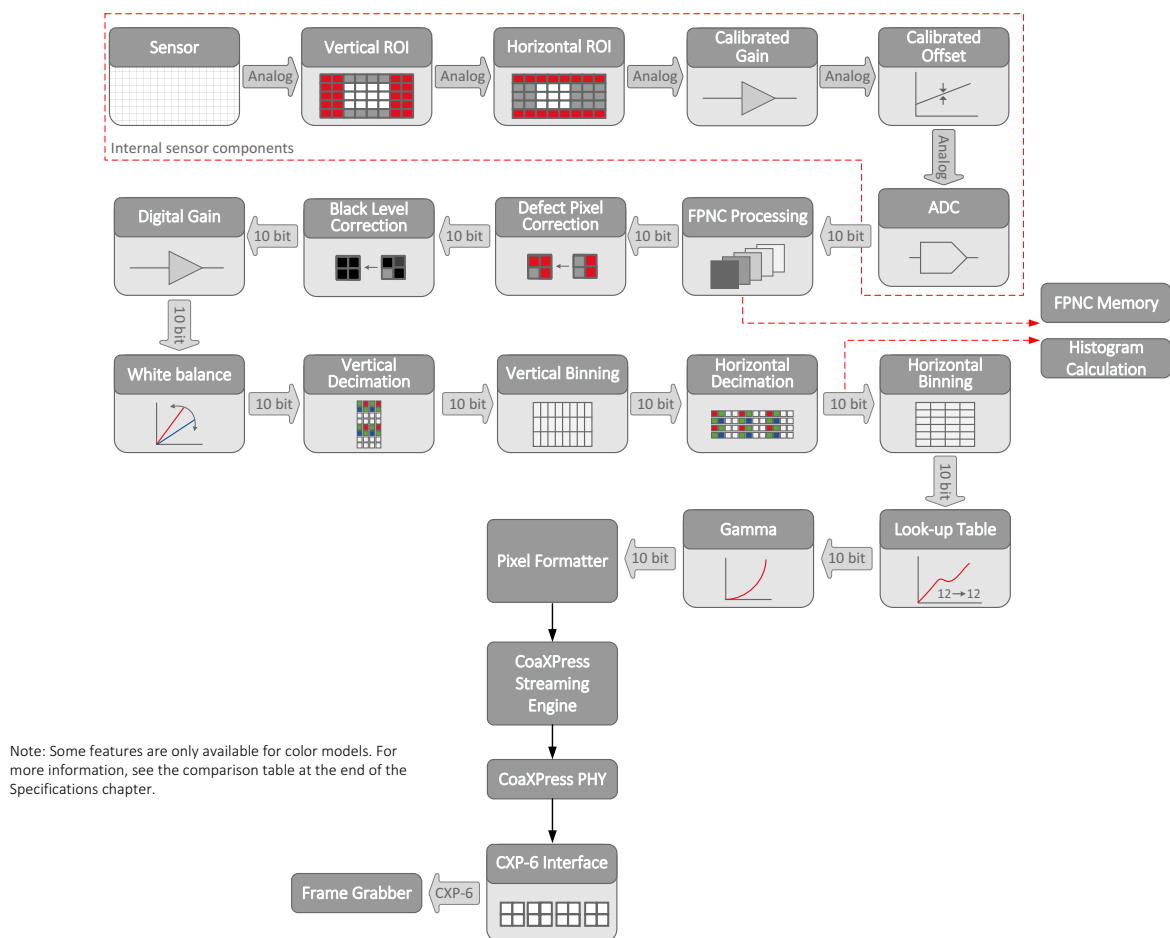 Sensor
Analog
Vertical ROI
Analog
Horizontal ROI
Analog
Calibrated
Gain
Analog
Calibrated
Offset
Internal sensor components
Analog
ADC
10 bit
FPNC Processing
10 bit
Defect Pixel
Correction
10 bit
Black Level
Correction
10 bit
Digital Gain
10 bit
FPNC Memory
Histogram
Calculation
White balance
10 bit
Vertical
Decimation
10 bit
Vertical Binning
10 bit
Horizontal
Decimation
10 bit
Horizontal
Binning
10 bit
Look-up Table
12→12
10 bit
Gamma
10 bit
Pixel Formatter
CoaXPress
Streaming
Engine
Note: Some features are only available for color models. For
more information, see the comparison table at the end of the
Specifications chapter.
CoaXPress PHY
CXP-6 Interface
CXP-6
Frame Grabber